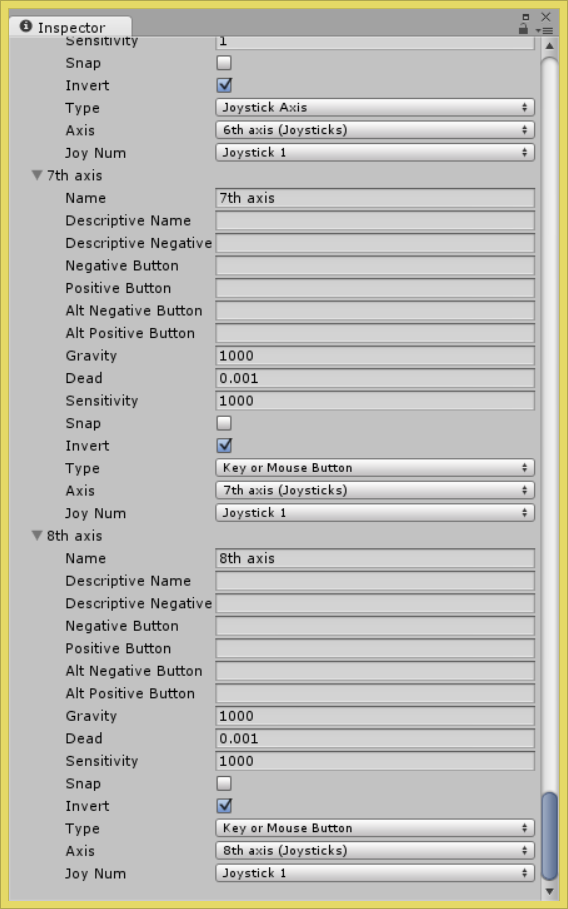 Inspector
Sensitivity 1
Snap
Invert
Type Joystick Axis
Axis 6th axis (Joysticks)
Joy Num Joystick 1
7th axis
Name 7th axis
Descriptive Name
Descriptive Negative
Negative Button
Positive Button
Alt Negative Button
Alt Positive Button
Gravity 1000
Dead 0.001
Sensitivity 1000
Snap
Invert
Type Key or Mouse Button
Axis 7th axis (Joysticks)
Joy Num Joystick 1
8th axis
Name 8th axis
Descriptive Name
Descriptive Negative
Negative Button
Positive Button
Alt Negative Button
Alt Positive Button
Gravity 1000
Dead 0.001
Sensitivity 1000
Snap
Invert
Type Key or Mouse Button
Axis 8th axis (Joysticks)
Joy Num Joystick 1